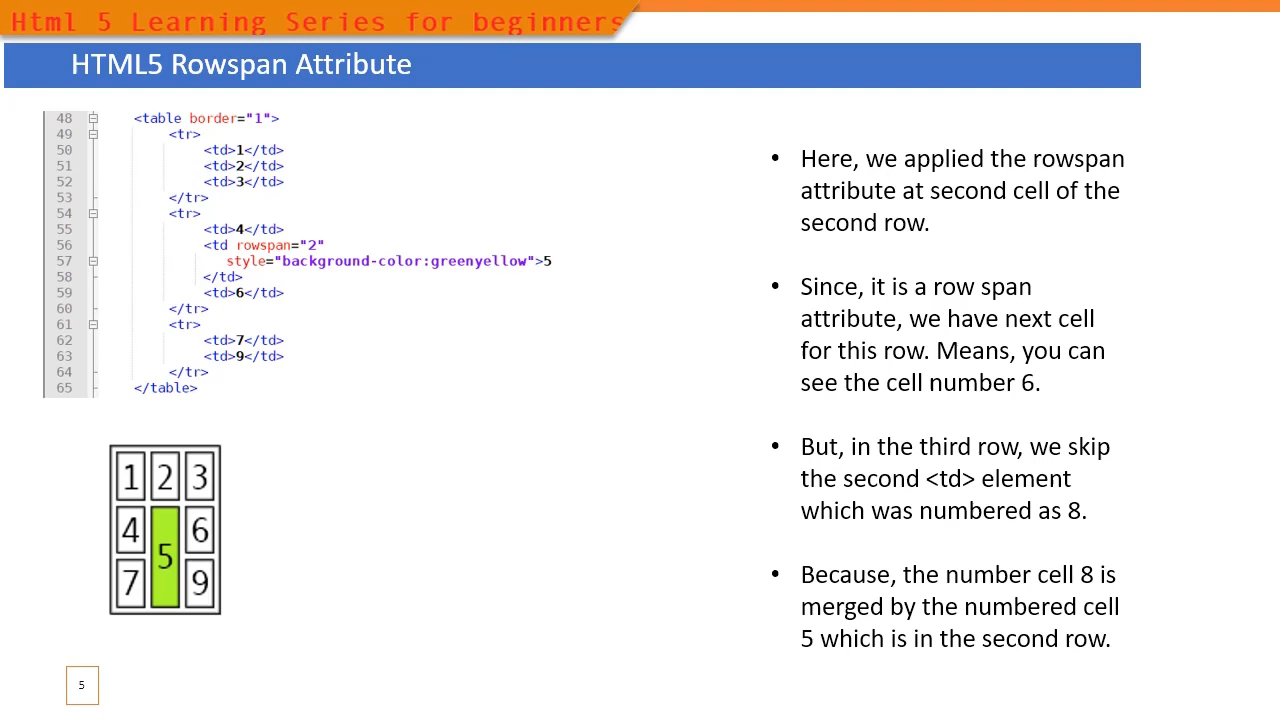 Html 5 Learning Series for beginners
HTML5 Rowspan Attribute
48 <table border="1">
49 <tr>
50 <td>1</td>
51 <td>2</td>
52 <td>3</td>
53 </tr>
54 <tr>
55 <td>4</td>
56 <td rowspan="2"
57 style="background-color:greenyellow">5
58 </td>
59 <td>6</td>
60 </tr>
61 <tr>
62 <td>7</td>
63 <td>9</td>
64 </tr>
65 </table>
1 2 3
4 5 6
7 9
• Here, we applied the rowspan
attribute at second cell of the
second row.
• Since, it is a row span
attribute, we have next cell
for this row. Means, you can
see the cell number 6.
• But, in the third row, we skip
the second <td> element
which was numbered as 8.
• Because, the number cell 8 is
merged by the numbered cell
5 which is in the second row.
5